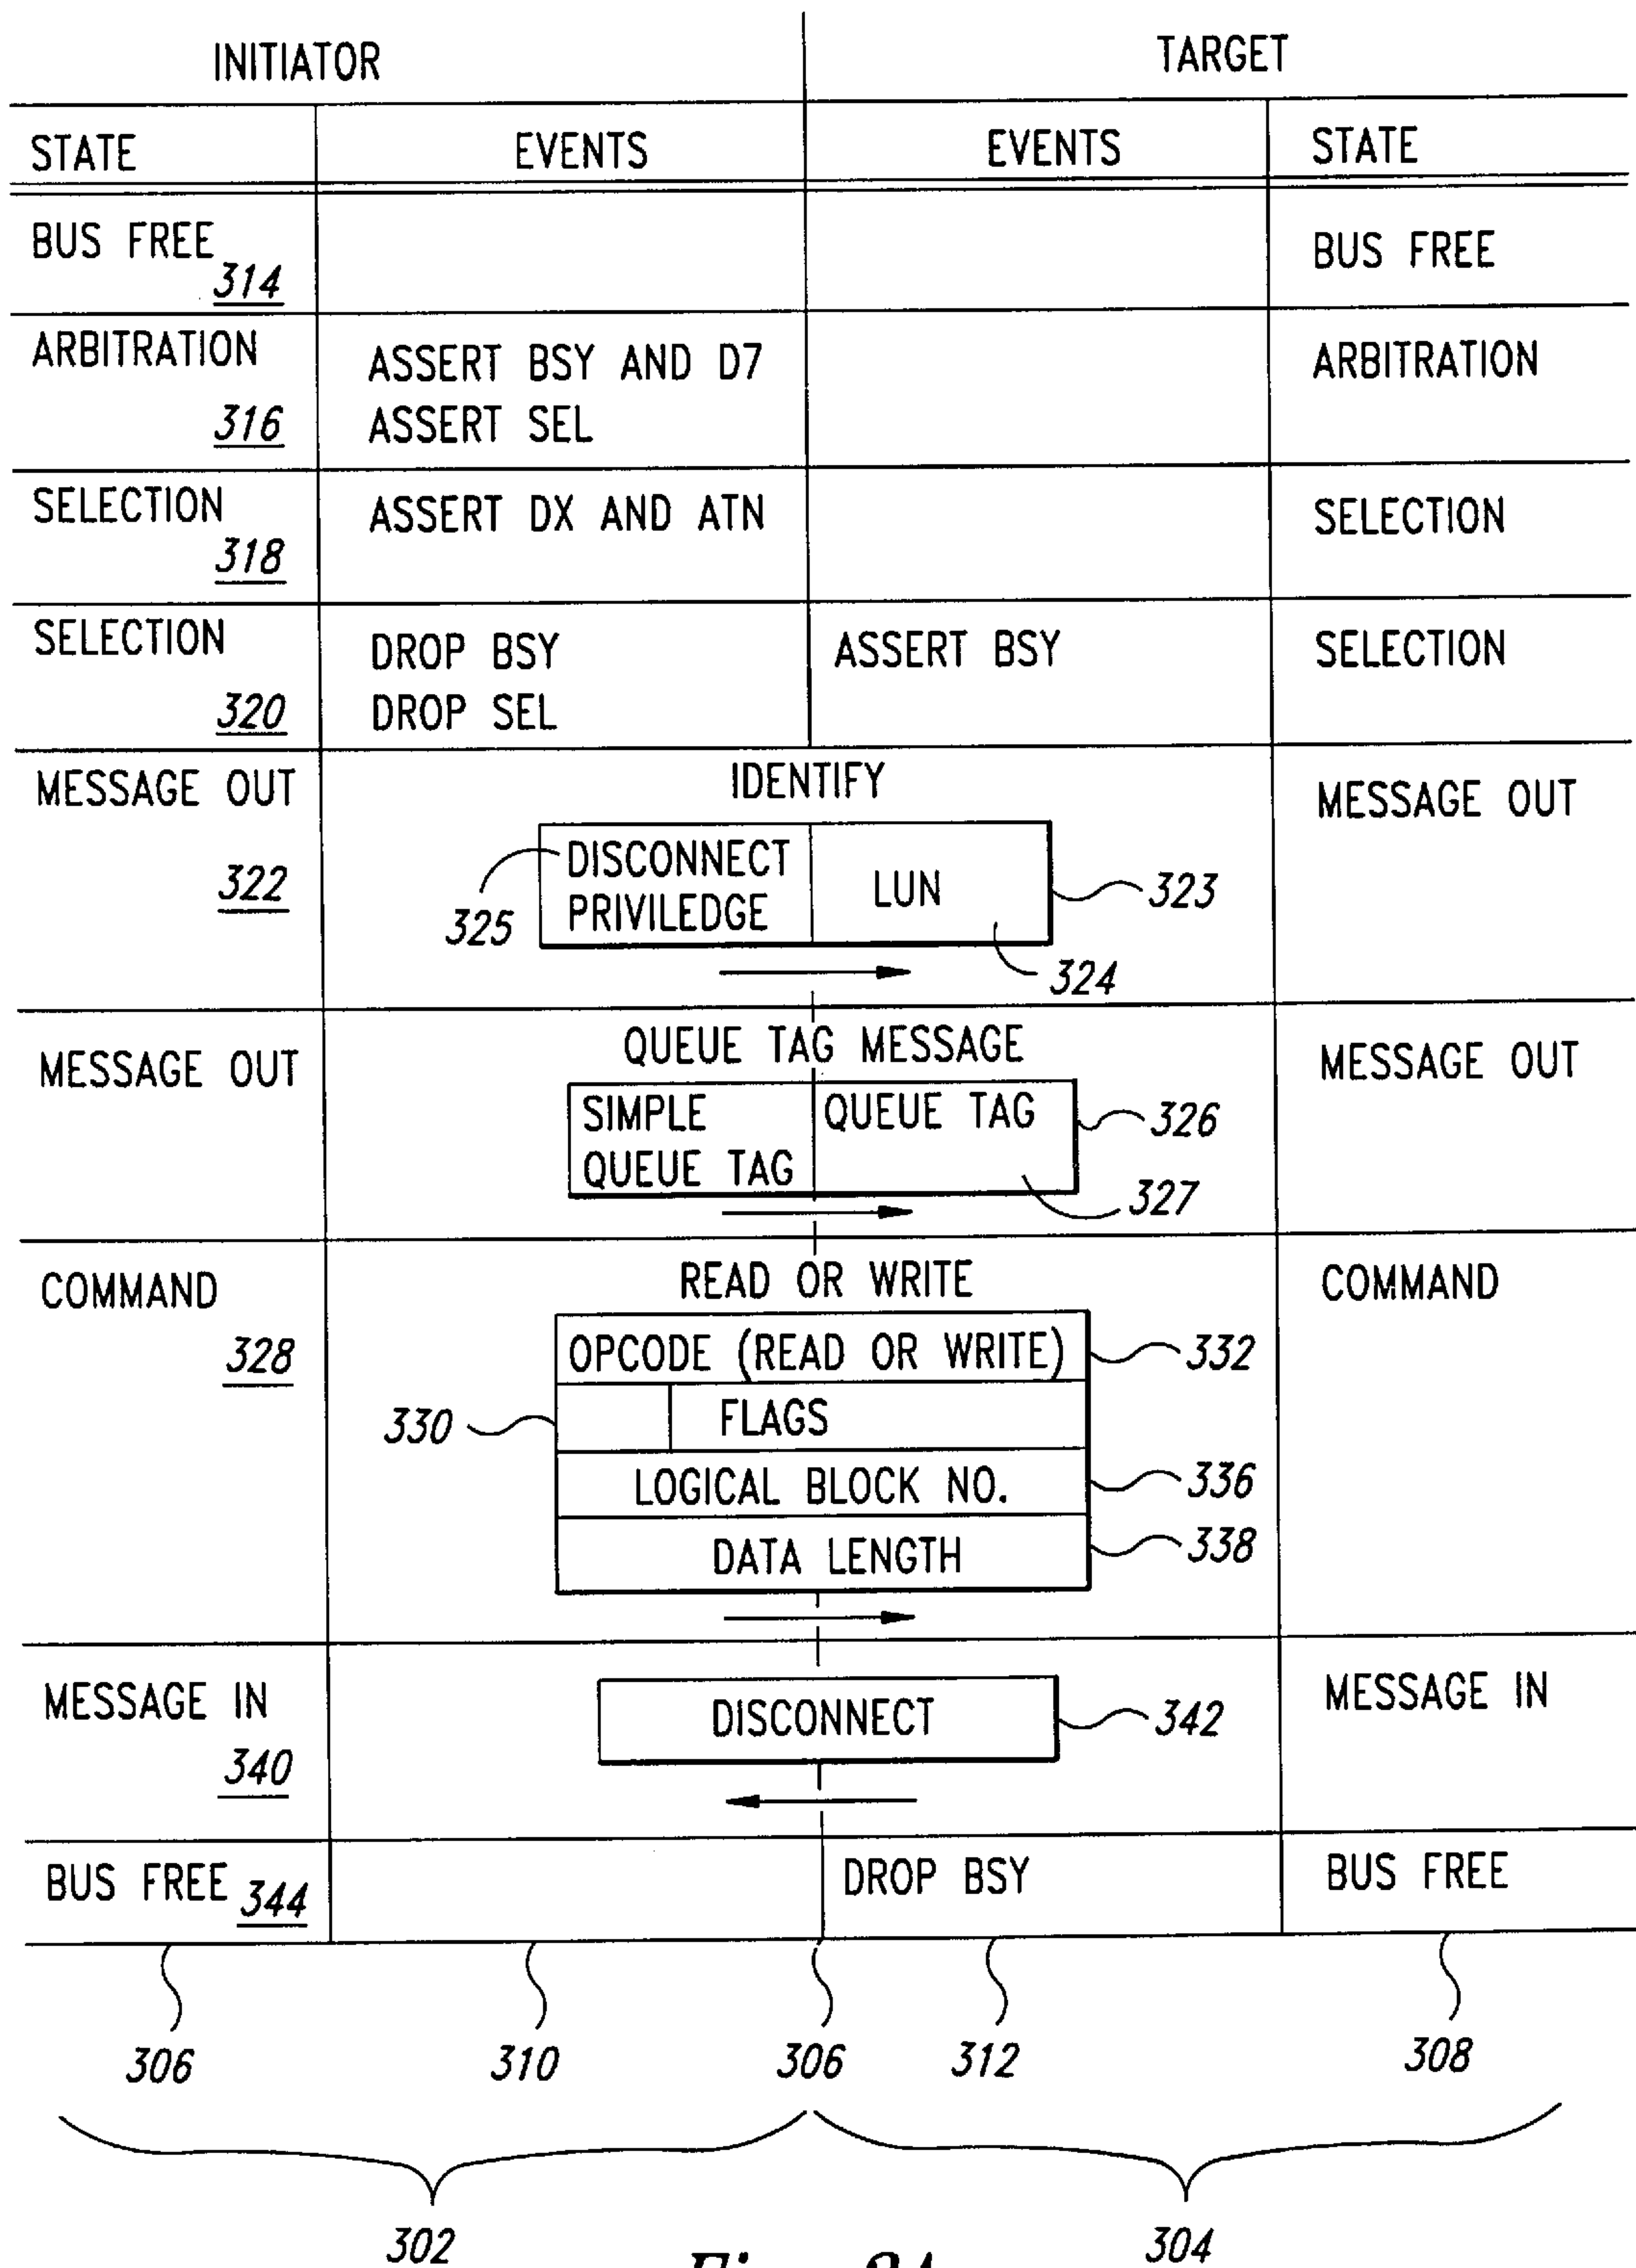 INITIATOR TARGET
STATE EVENTS EVENTS STATE
BUS FREE 314 BUS FREE
ARBITRATION ASSERT BSY AND D7 ARBITRATION
316 ASSERT SEL
SELECTION ASSERT DX AND ATN SELECTION
318
SELECTION DROP BSY ASSERT BSY SELECTION
320 DROP SEL
MESSAGE OUT IDENTIFY MESSAGE OUT
322 DISCONNECT PRIVILEDGE LUN 323
325 324
MESSAGE OUT QUEUE TAG MESSAGE MESSAGE OUT
SIMPLE QUEUE TAG QUEUE TAG 326
327
COMMAND READ OR WRITE COMMAND
328 OPCODE (READ OR WRITE) 332
330 FLAGS
LOGICAL BLOCK NO. 336
DATA LENGTH 338
MESSAGE IN DISCONNECT 342 MESSAGE IN
340
BUS FREE 344 DROP BSY BUS FREE
306 310 306 312 308
302 304